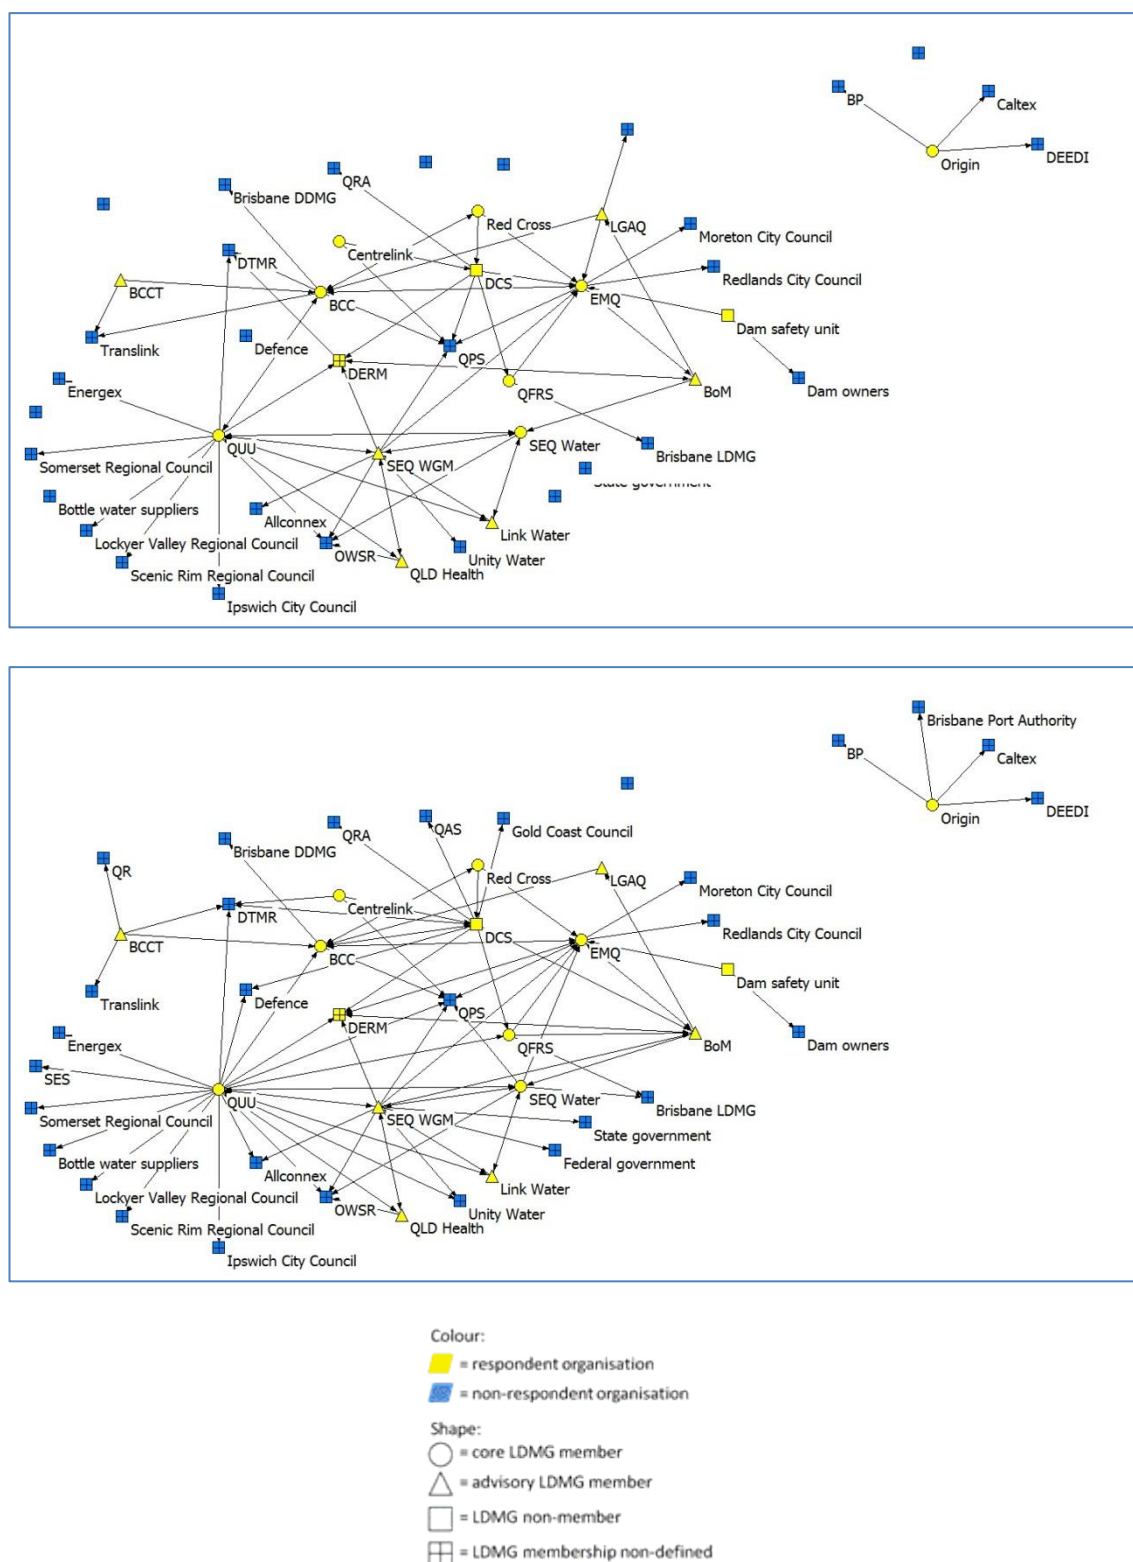 BP
Caltex
Origin
DEEDI
QRA
Brisbane DDMG
Red Cross
LGAQ
Moreton City Council
Centrelink
DTMR
DCS
EMQ
Redlands City Council
BCCT
BCC
Dam safety unit
Translink
Defence
QPS
DERM
QFRS
BoM
Dam owners
Energex
QUU
SEQ Water
Brisbane LDMG
Somerset Regional Council
SEQ WGM
State government
Bottle water suppliers
Allconnex
Link Water
Lockyer Valley Regional Council
OWSR
Unity Water
Scenic Rim Regional Council
QLD Health
Ipswich City Council
Brisbane Port Authority
BP
Caltex
Origin
DEEDI
QRA
QAS
Gold Coast Council
Brisbane DDMG
QR
Red Cross
LGAQ
Moreton City Council
Centrelink
DTMR
DCS
Redlands City Council
BCCT
BCC
EMQ
Dam safety unit
Translink
Defence
QPS
DERM
QFRS
BoM
Dam owners
Energex
SES
QUU
SEQ Water
Brisbane LDMG
Somerset Regional Council
SEQ WGM
State government
Bottle water suppliers
Allconnex
Federal government
Lockyer Valley Regional Council
Link Water
OWSR
Unity Water
Scenic Rim Regional Council
QLD Health
Ipswich City Council
Colour:
= respondent organisation
= non-respondent organisation
Shape:
= core LDMG member
= advisory LDMG member
= LDMG non-member
= LDMG membership non-defined